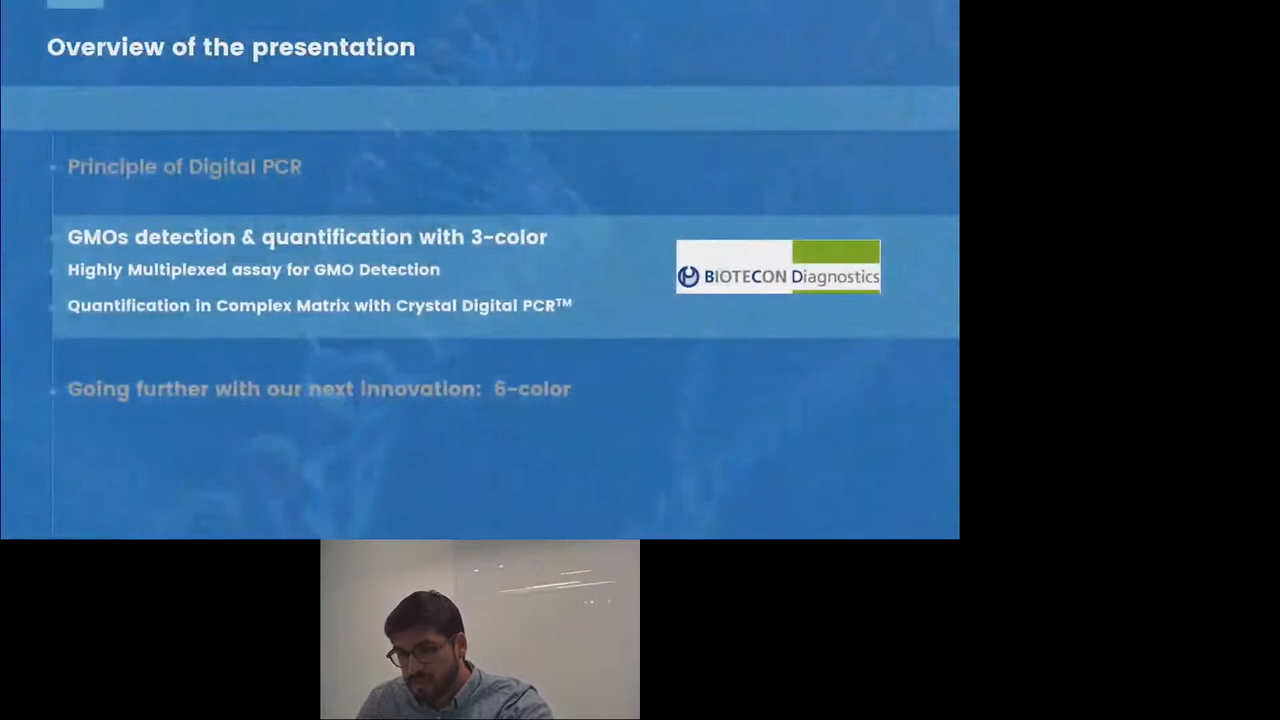 Overview of the presentation
Principle of Digital PCR
GMOs detection & quantification with 3-color
Highly Multiplexed assay for GMO Detection
BIOTECON Diagnostics
Quantification in Complex Matrix with Crystal Digital PCR™
Going further with our next innovation: 6-color